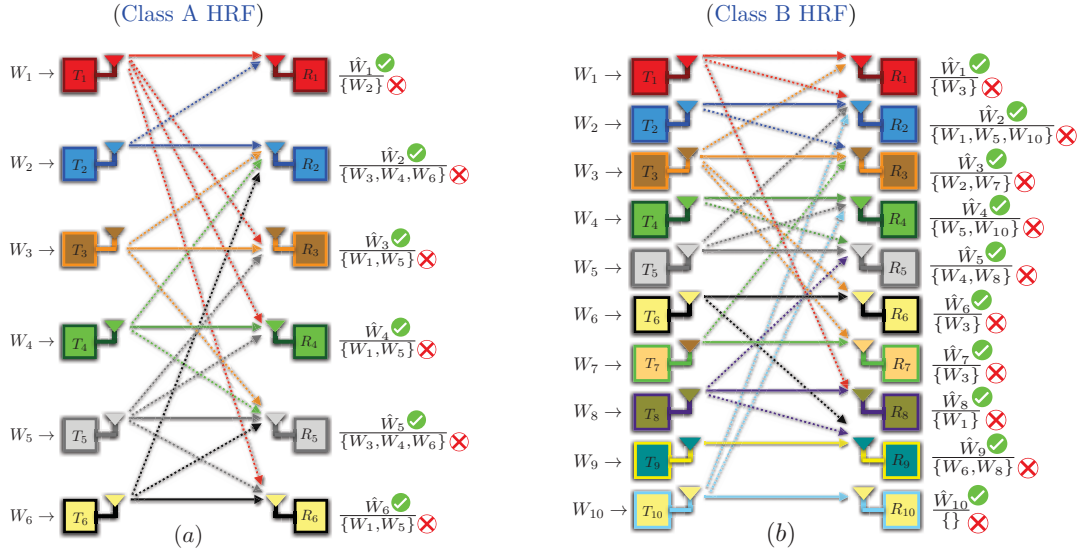 (Class A HRF)
W₁ → T₁ R₁ Ŵ₁
{W₂}
W₂ → T₂ R₂ Ŵ₂
{W₃,W₄,W₆}
W₃ → T₃ R₃ Ŵ₃
{W₁,W₅}
W₄ → T₄ R₄ Ŵ₄
{W₁,W₅}
W₅ → T₅ R₅ Ŵ₅
{W₃,W₄,W₆}
W₆ → T₆ R₆ Ŵ₆
{W₁,W₅}
(a)
(Class B HRF)
W₁ → T₁ R₁ Ŵ₁
{W₃}
W₂ → T₂ R₂ Ŵ₂
{W₁,W₅,W₁₀}
W₃ → T₃ R₃ Ŵ₃
{W₂,W₇}
W₄ → T₄ R₄ Ŵ₄
{W₅,W₁₀}
W₅ → T₅ R₅ Ŵ₅
{W₄,W₈}
W₆ → T₆ R₆ Ŵ₆
{W₃}
W₇ → T₇ R₇ Ŵ₇
{W₃}
W₈ → T₈ R₈ Ŵ₈
{W₁}
W₉ → T₉ R₉ Ŵ₉
{W₆,W₈}
W₁₀ → T₁₀ R₁₀ Ŵ₁₀
{}
(b)